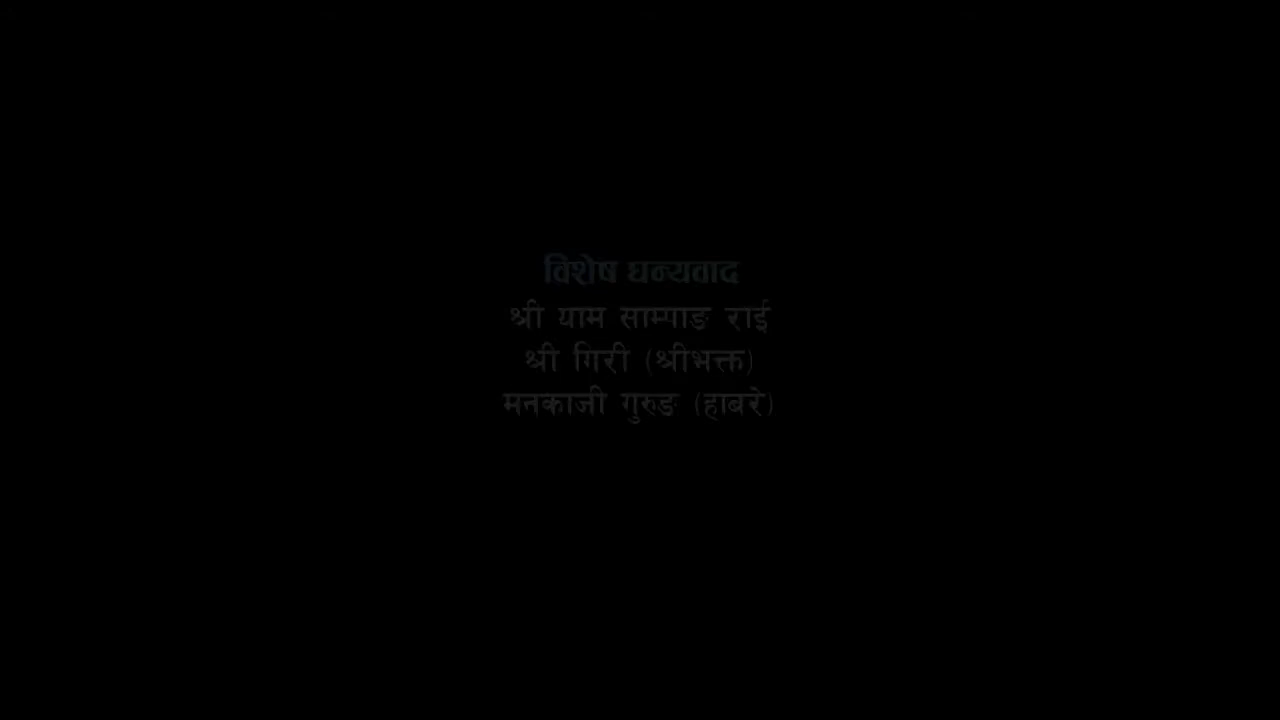 विशेष धन्यवाद
श्री याम साम्पाङ राई
श्री गिरी (श्रीभक्त)
मनकाजी गुरुङ (हाबरे)